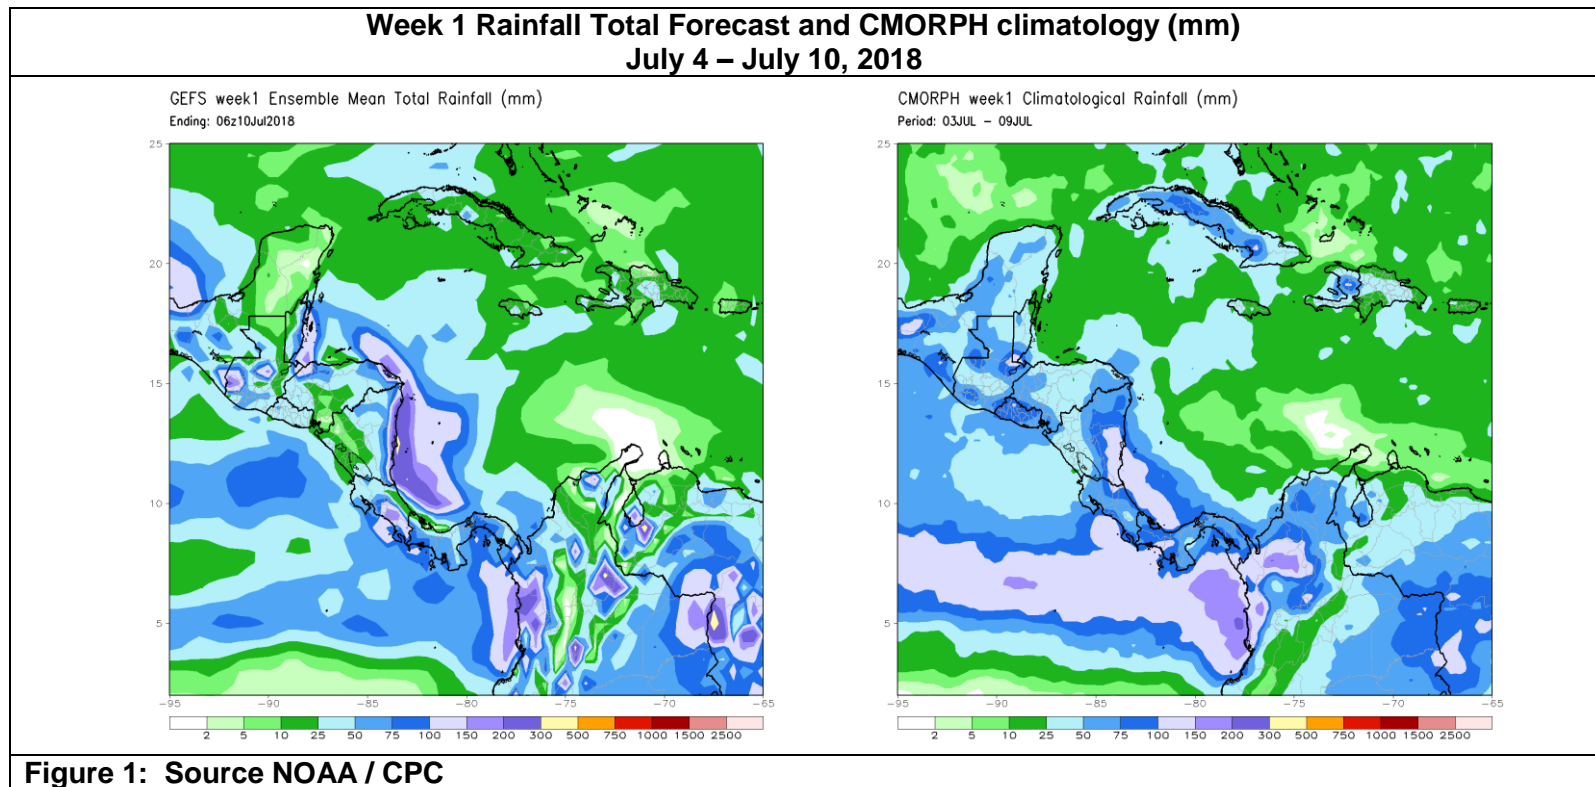 Week 1 Rainfall Total Forecast and CMORPH climatology (mm)
July 4 – July 10, 2018
GEFS week1 Ensemble Mean Total Rainfall (mm)
Ending: 06z10Jul2018
25
20
15
10
5
-95 -90 -85 -80 -75 -70 -65
2 5 10 25 50 75 100 150 200 300 500 750 1000 1500 2500
CMORPH week1 Climatological Rainfall (mm)
Period: 03JUL - 09JUL
25
20
15
10
5
-95 -90 -85 -80 -75 -70 -65
2 5 10 25 50 75 100 150 200 300 500 750 1000 1500 2500
Figure 1: Source NOAA / CPC